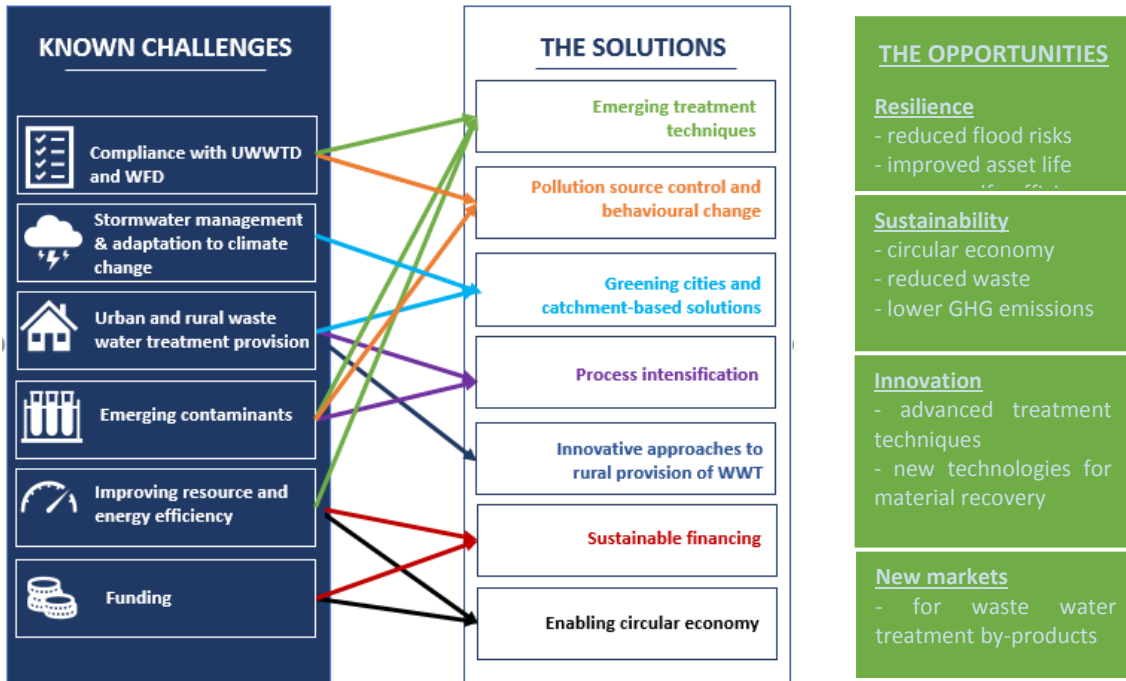 KNOWN CHALLENGES
Compliance with UWWTD
and WFD
Stormwater management
& adaptation to climate
change
Urban and rural waste
water treatment provision
Emerging contaminants
Improving resource and
energy efficiency
Funding
THE SOLUTIONS
Emerging treatment
techniques
Pollution source control and
behavioural change
Greening cities and
catchment-based solutions
Process intensification
Innovative approaches to
rural provision of WWT
Sustainable financing
Enabling circular economy
THE OPPORTUNITIES
Resilience
- reduced flood risks
- improved asset life
Sustainability
- circular economy
- reduced waste
- lower GHG emissions
Innovation
- advanced treatment
techniques
- new technologies for
material recovery
New markets
- for waste water
treatment by-products